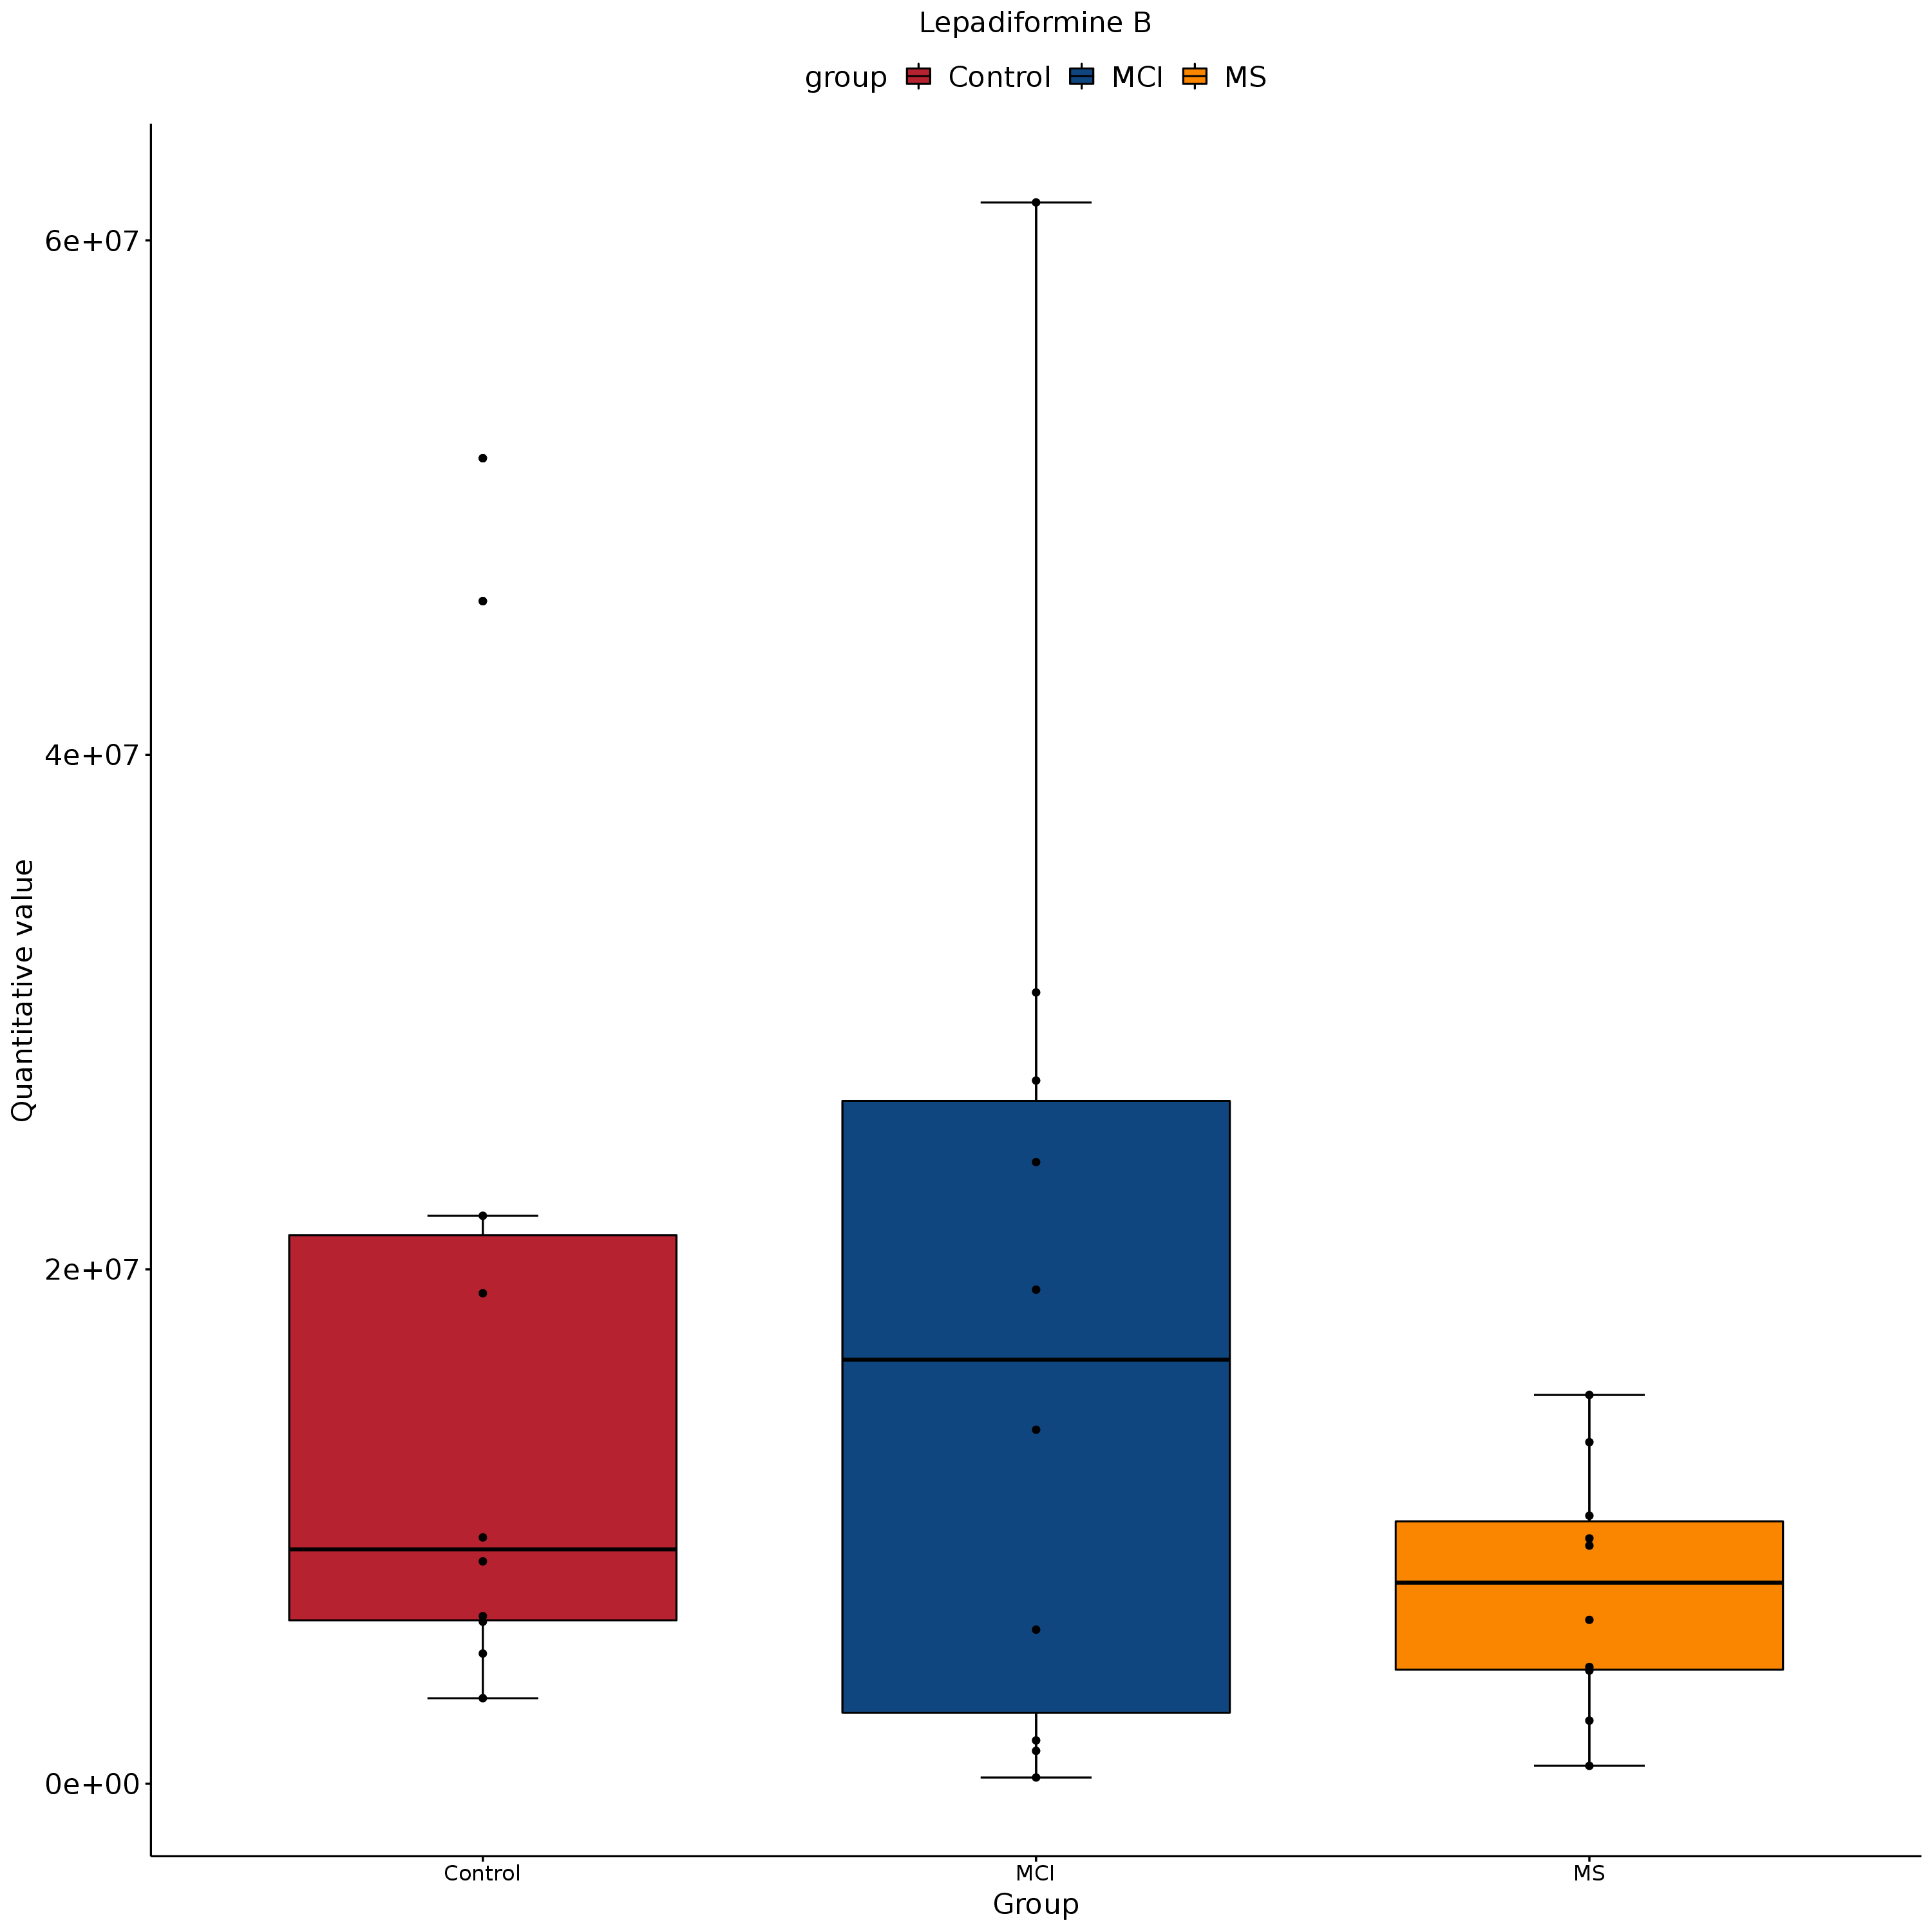 Lepadiformine B
group Control MCI MS
6e+07
4e+07
2e+07
0e+00
Quantitative value
Control MCI MS
Group